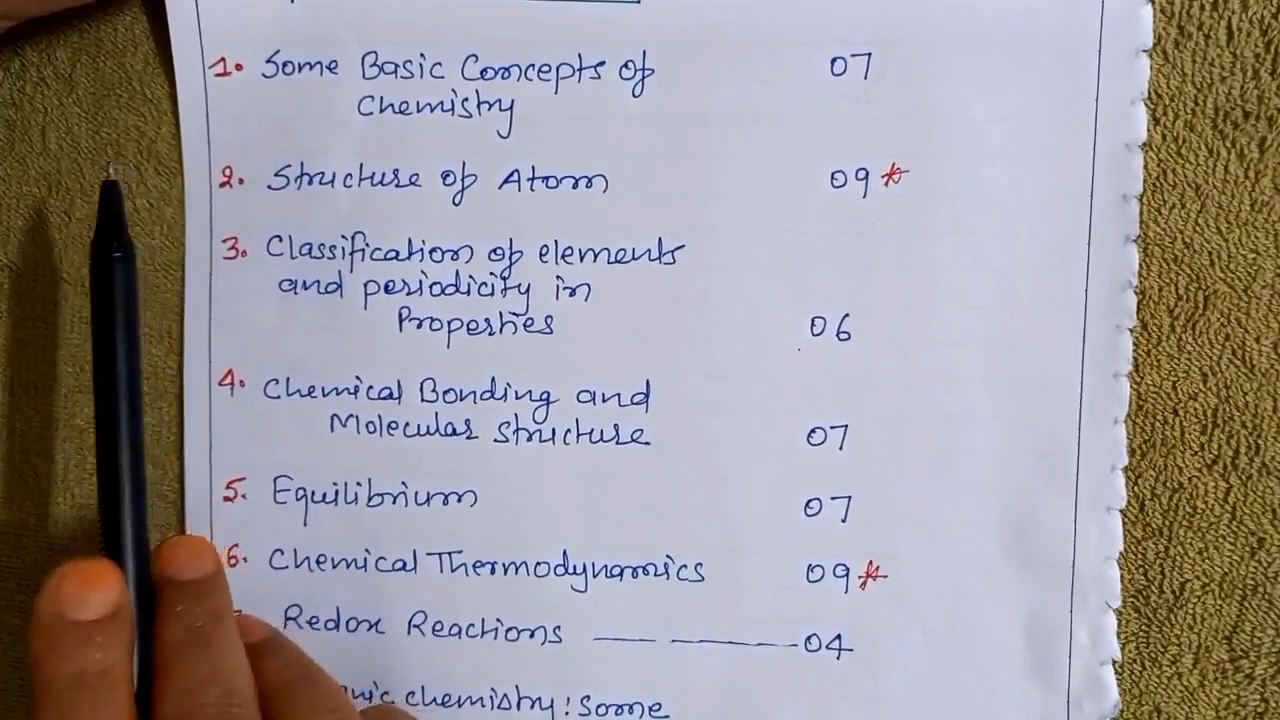 1. Some Basic Concepts of 07
Chemistry
2. Structure of Atom 09*
3. Classification of elements
and periodicity in
Properties 06
4. Chemical Bonding and
Molecular structure 07
5. Equilibrium 07
6. Chemical Thermodynamics 09*
Redox Reactions — — 04
chemistry: Some